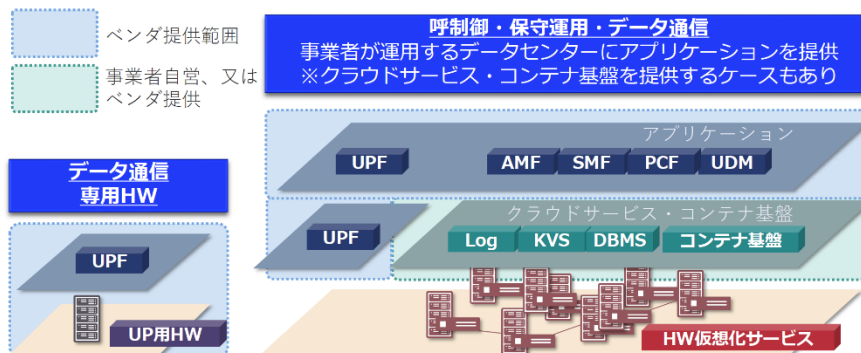 ベンダ提供範囲
事業者自営、又は
ベンダ提供
呼制御・保守運用・データ通信
事業者が運用するデータセンターにアプリケーションを提供
※クラウドサービス・コンテナ基盤を提供するケースもあり
アプリケーション
UPF
AMF
SMF
PCF
UDM
データ通信
専用HW
クラウドサービス・コンテナ基盤
UPF
Log
KVS
DBMS
コンテナ基盤
UPF
UP用HW
HW仮想化サービス